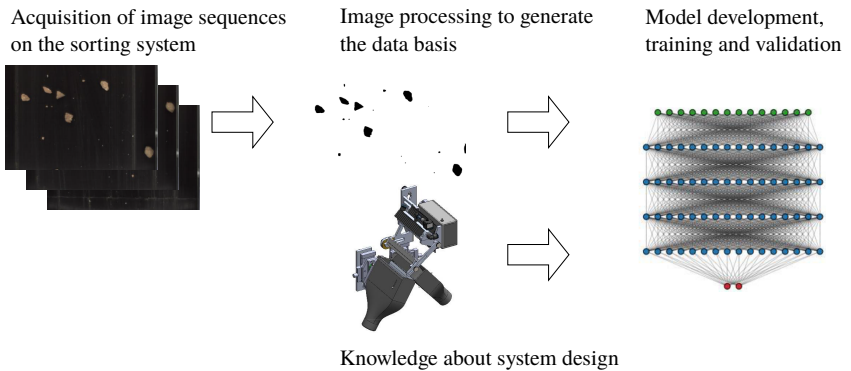 Acquisition of image sequences
on the sorting system
Image processing to generate
the data basis
Model development,
training and validation
Knowledge about system design